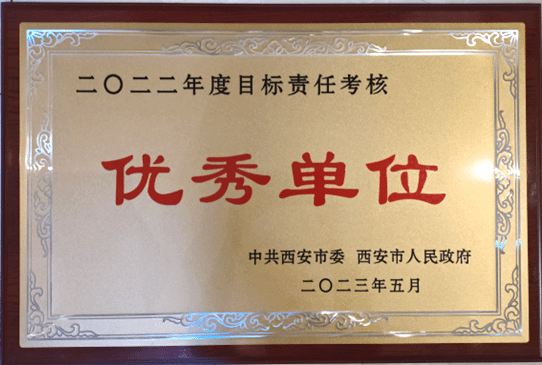 二〇二二年度目标责任考核
优秀单位
中共西安市委 西安市人民政府
二〇二三年五月